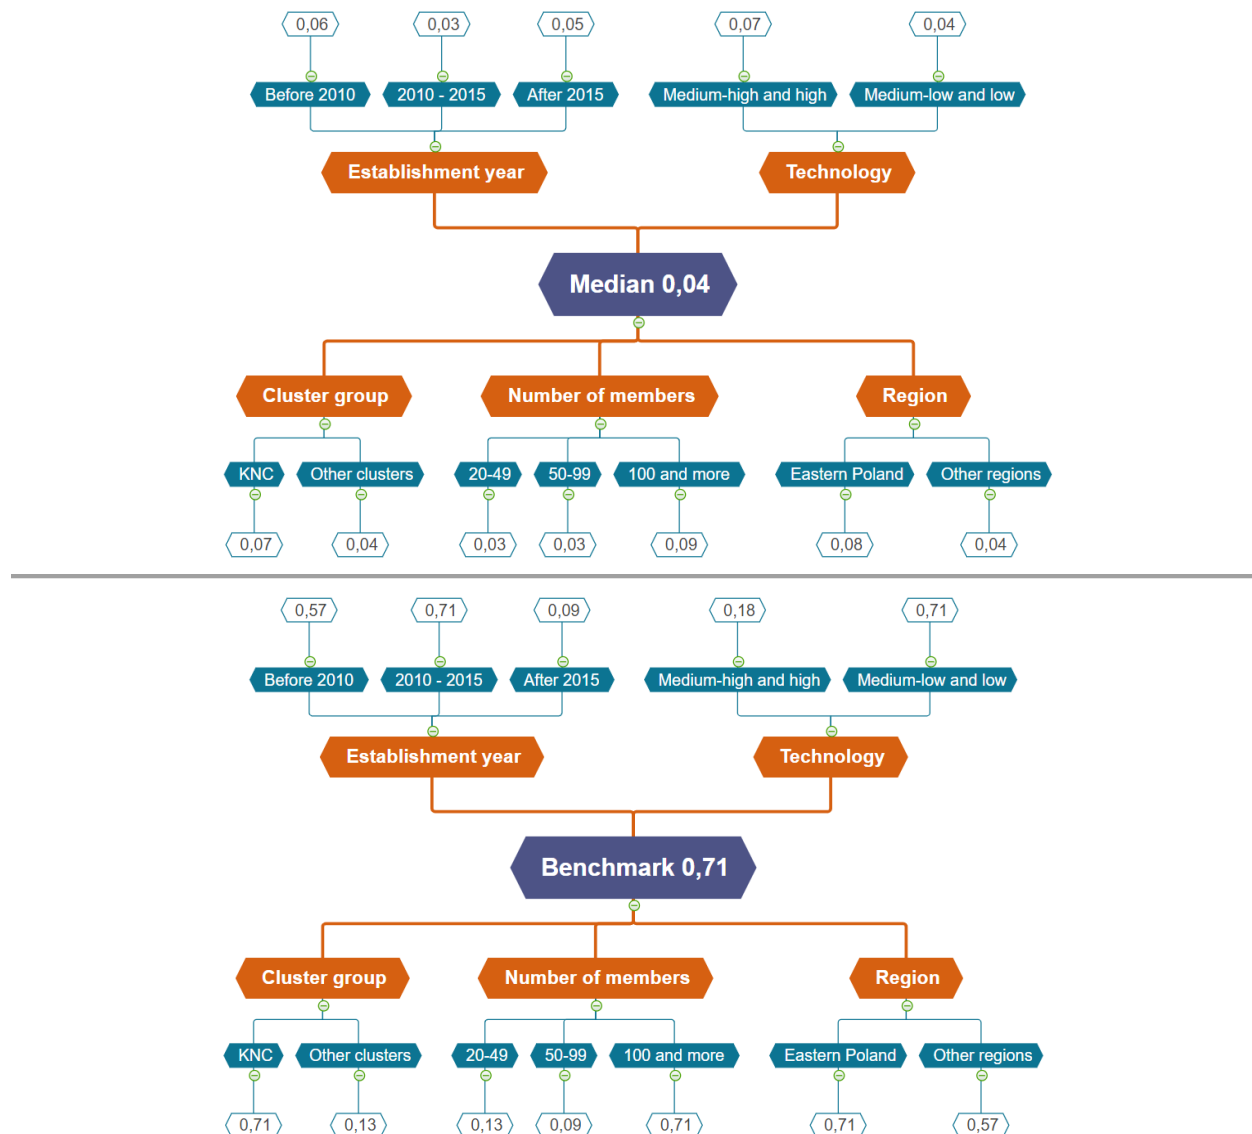 0,06 0,03 0,05 0,07 0,04
Before 2010 2010 - 2015 After 2015 Medium-high and high Medium-low and low
Establishment year Technology
Median 0,04
Cluster group Number of members Region
KNC Other clusters 20-49 50-99 100 and more Eastern Poland Other regions
0,07 0,04 0,03 0,03 0,09 0,08 0,04
0,57 0,71 0,09 0,18 0,71
Before 2010 2010 - 2015 After 2015 Medium-high and high Medium-low and low
Establishment year Technology
Benchmark 0,71
Cluster group Number of members Region
KNC Other clusters 20-49 50-99 100 and more Eastern Poland Other regions
0,71 0,13 0,13 0,09 0,71 0,71 0,57